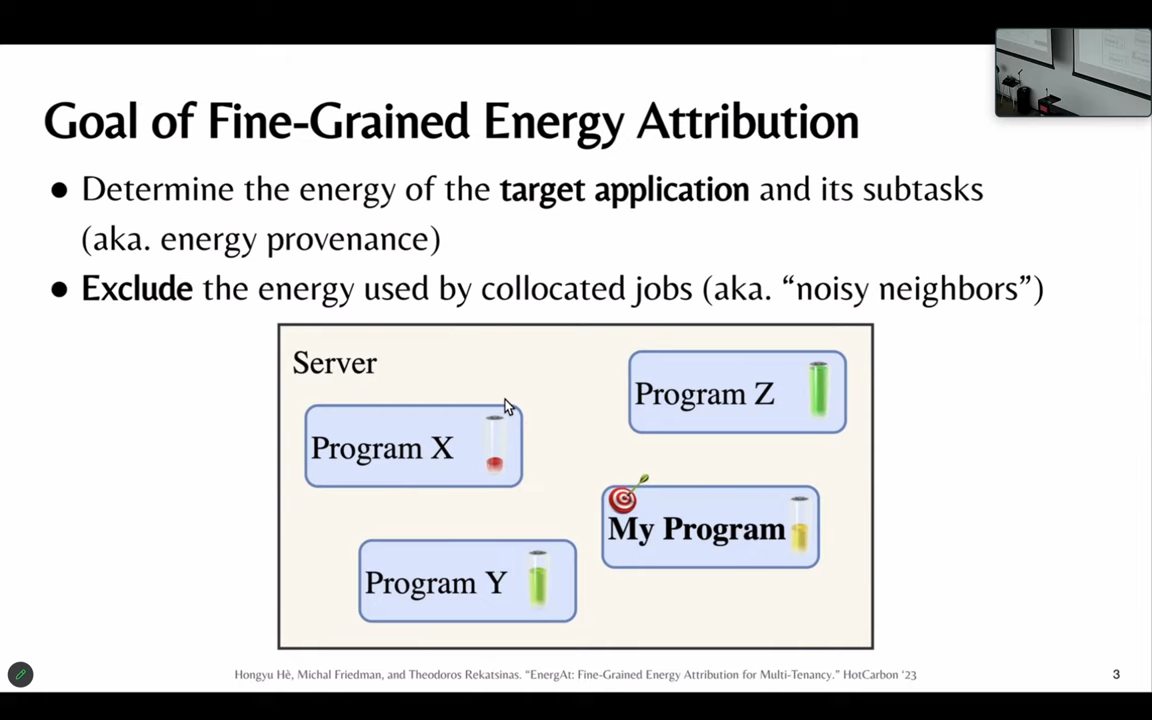 Goal of Fine-Grained Energy Attribution
● Determine the energy of the target application and its subtasks
(aka. energy provenance)
● Exclude the energy used by collocated jobs (aka. “noisy neighbors”)
Server
Program Z
Program X
My Program
Program Y
Hongyu Hè, Michal Friedman, and Theodoros Rekatsinas. “EnergAt: Fine-Grained Energy Attribution for Multi-Tenancy.” HotCarbon ‘23
3